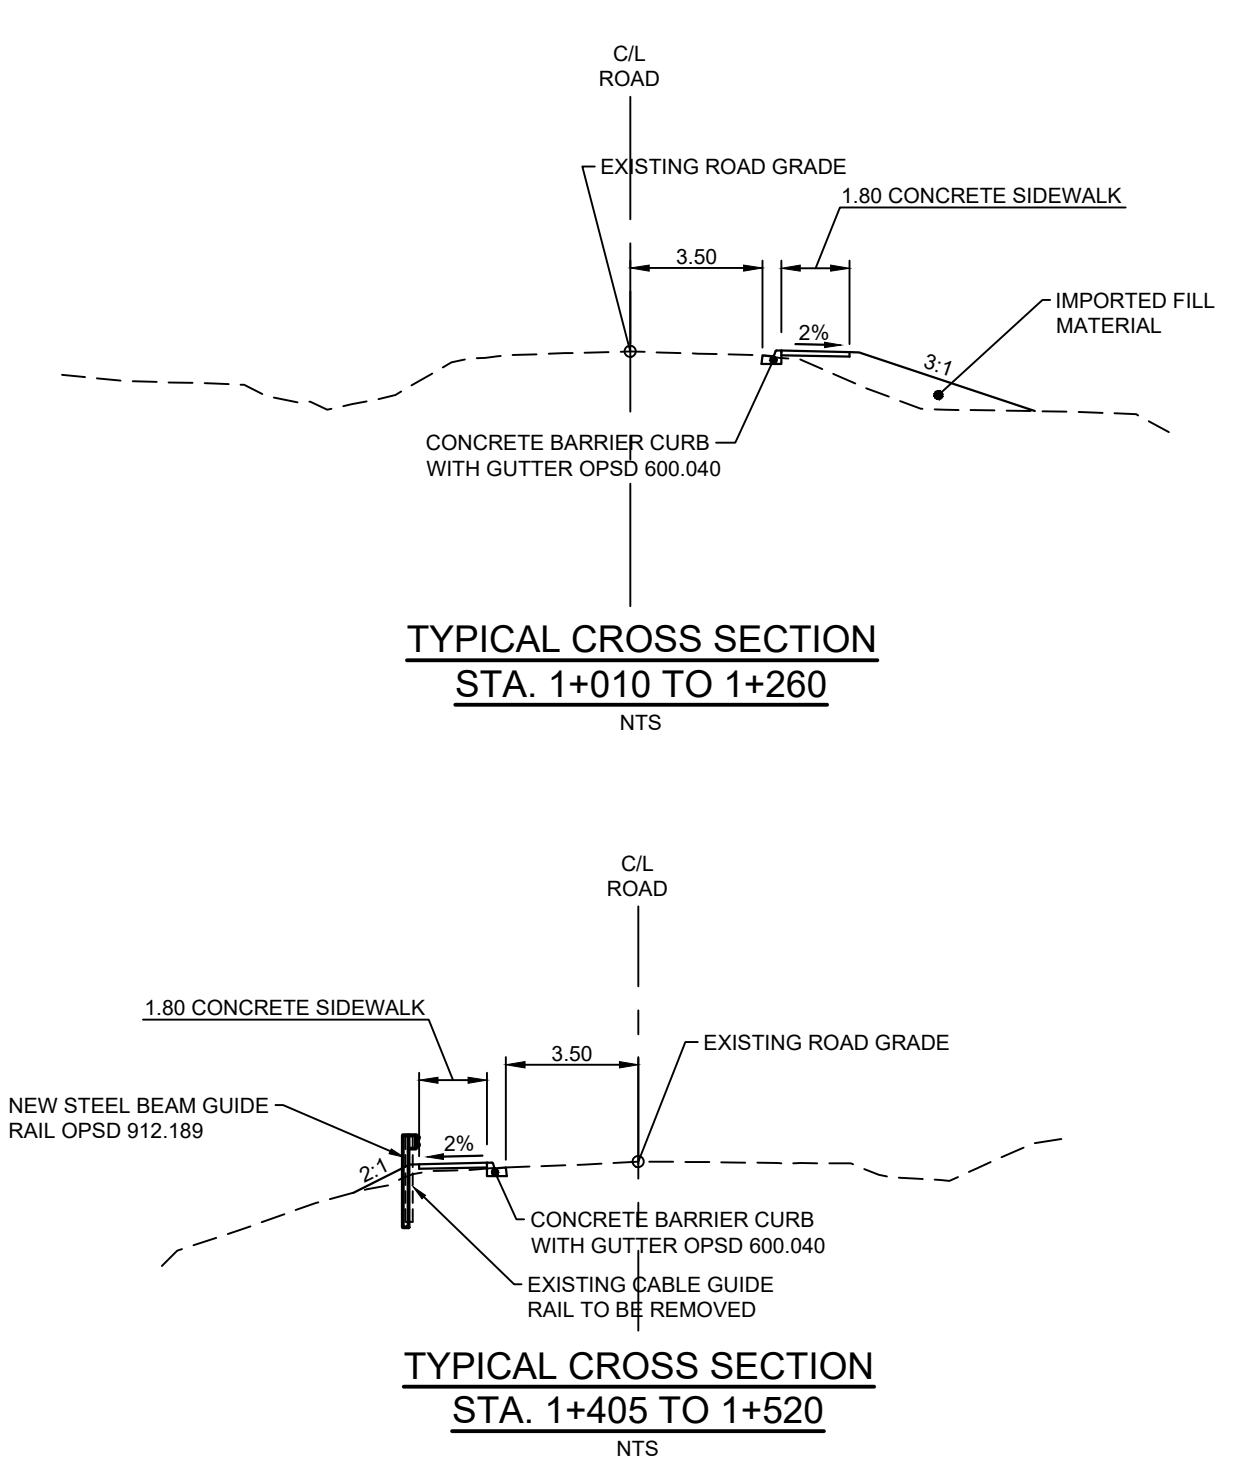 C/L
ROAD
EXISTING ROAD GRADE
1.80 CONCRETE SIDEWALK
3.50
IMPORTED FILL
MATERIAL
2%
3:1
CONCRETE BARRIER CURB
WITH GUTTER OPSD 600.040
TYPICAL CROSS SECTION
STA. 1+010 TO 1+260
NTS
C/L
ROAD
1.80 CONCRETE SIDEWALK
3.50
EXISTING ROAD GRADE
NEW STEEL BEAM GUIDE
RAIL OPSD 912.189
2%
2:1
CONCRETE BARRIER CURB
WITH GUTTER OPSD 600.040
EXISTING CABLE GUIDE
RAIL TO BE REMOVED
TYPICAL CROSS SECTION
STA. 1+405 TO 1+520
NTS